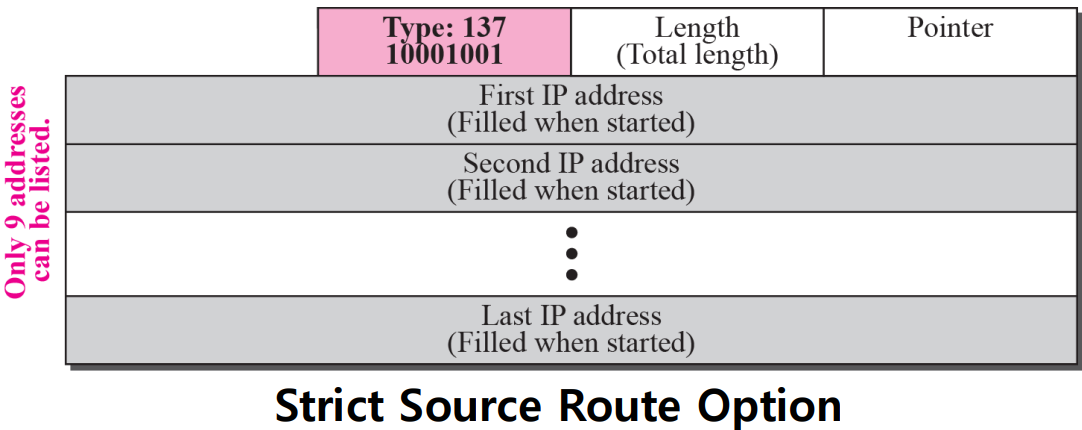 Type: 137
10001001
Length
(Total length)
Pointer
Only 9 addresses
can be listed.
First IP address
(Filled when started)
Second IP address
(Filled when started)
Last IP address
(Filled when started)
Strict Source Route Option